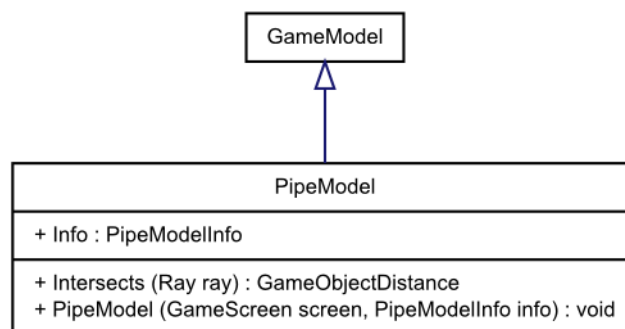 GameModel
PipeModel
+ Info : PipeModelInfo
+ Intersects (Ray ray) : GameObjectDistance
+ PipeModel (GameScreen screen, PipeModelInfo info) : void